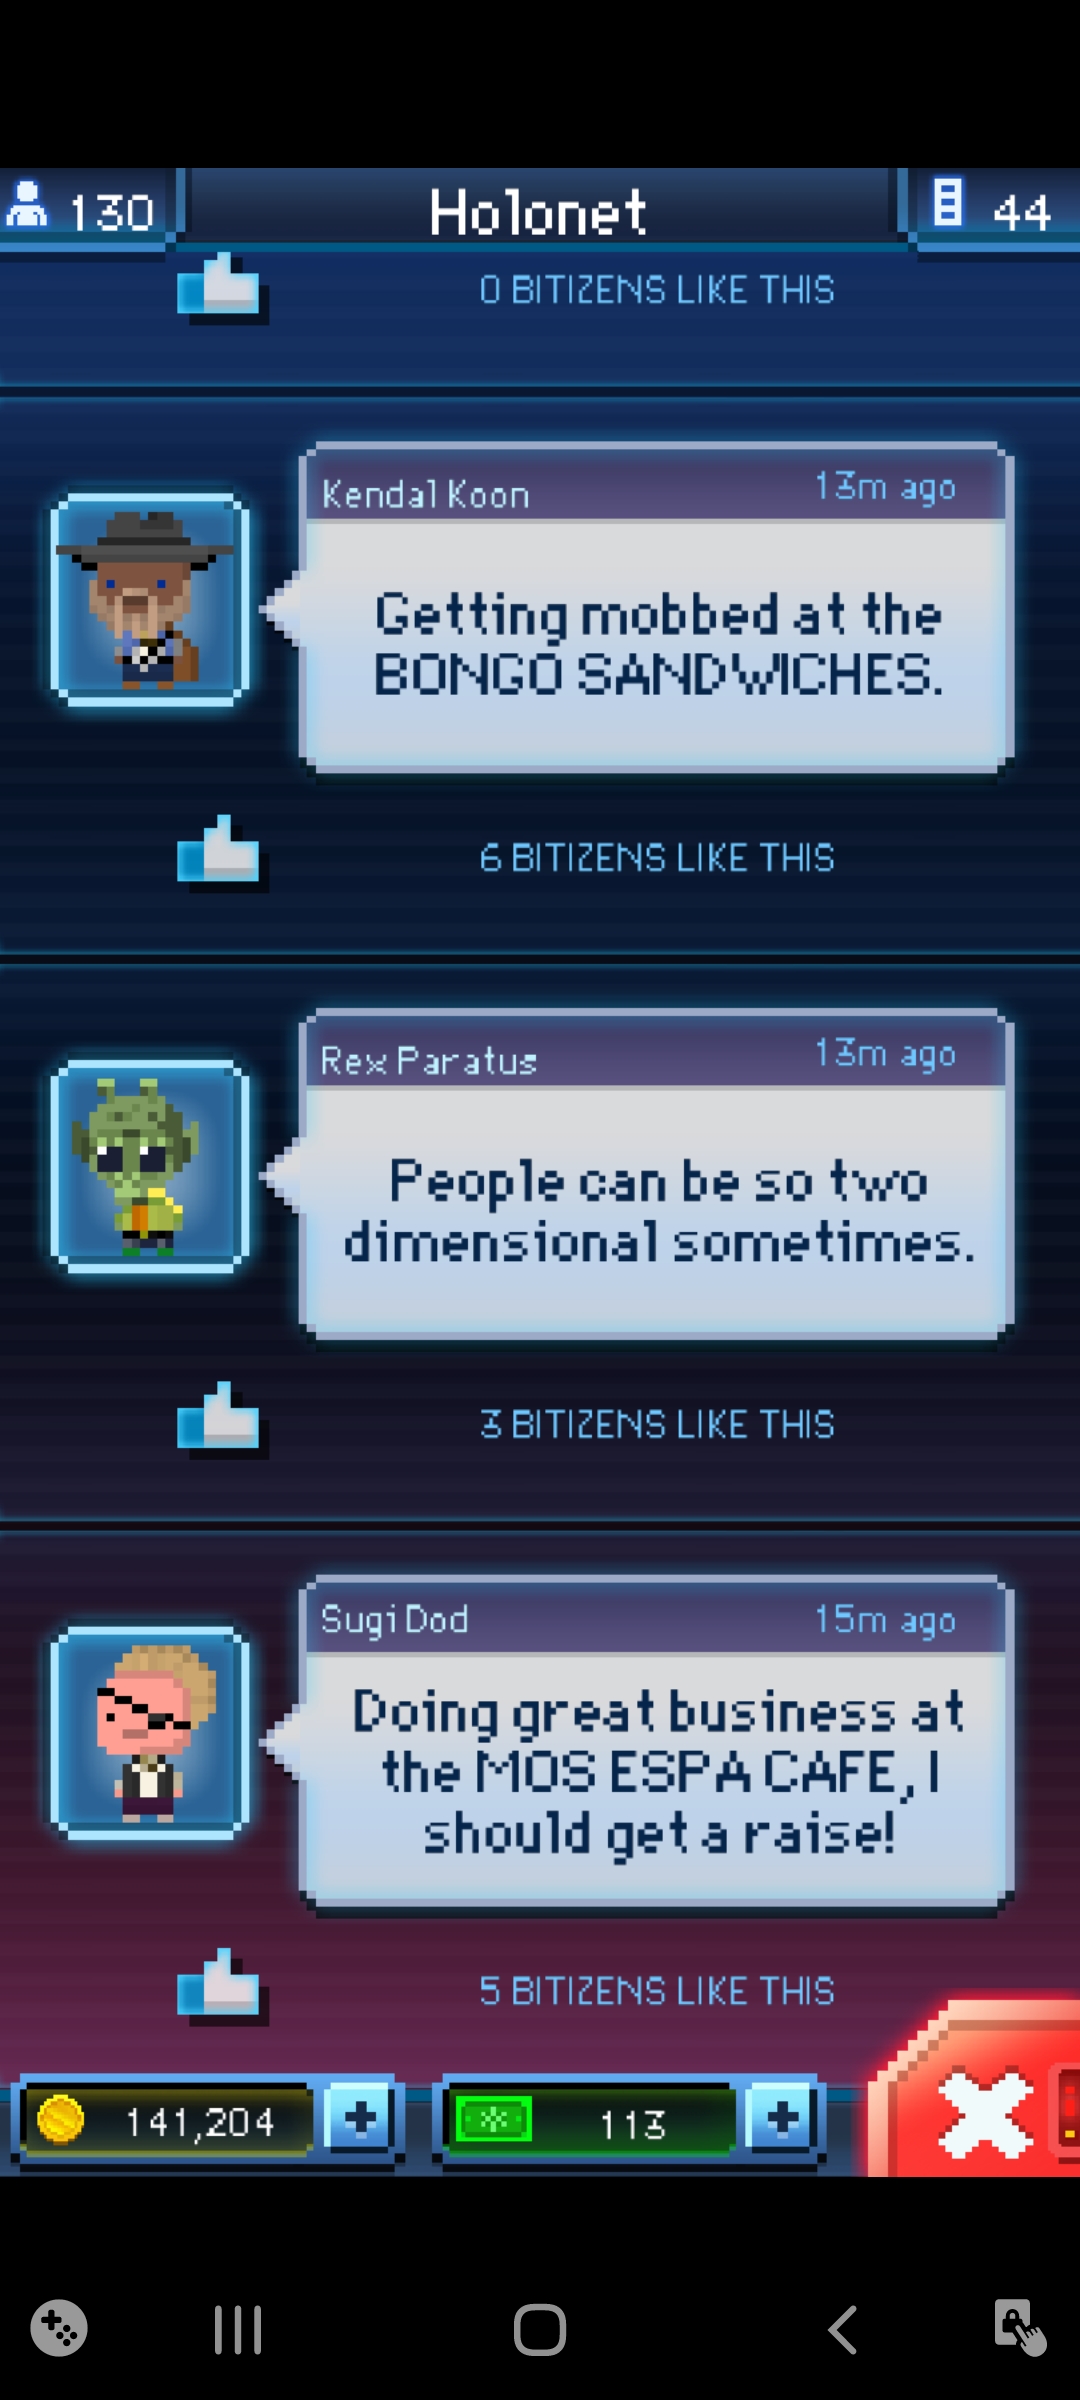 130
Holonet
44
0 BITIZENS LIKE THIS
Kendal Koon
13m ago
Getting mobbed at the
BONGO SANDWICHES.
6 BITIZENS LIKE THIS
Rex Paratus
13m ago
People can be so two
dimensional sometimes.
3 BITIZENS LIKE THIS
Sugi Dod
15m ago
Doing great business at
the MOS ESPA CAFE, I
should get a raise!
5 BITIZENS LIKE THIS
141,204
113